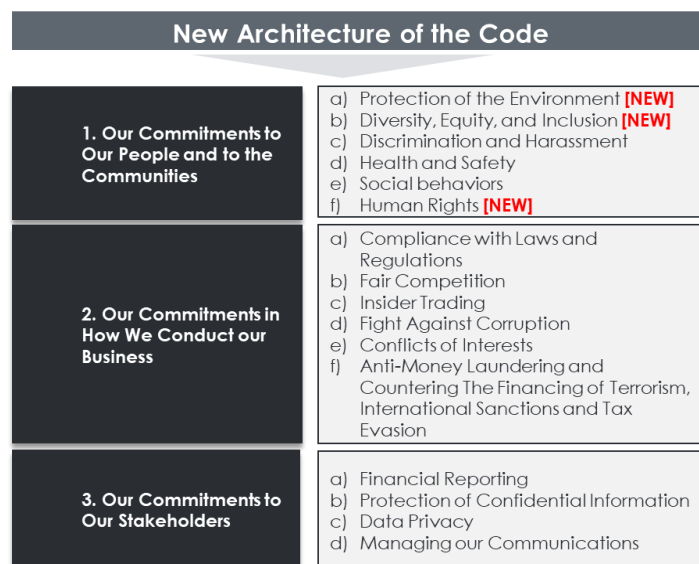 New Architecture of the Code
1. Our Commitments to
Our People and to the
Communities
a) Protection of the Environment [NEW]
b) Diversity, Equity, and Inclusion [NEW]
c) Discrimination and Harassment
d) Health and Safety
e) Social behaviors
f) Human Rights [NEW]
2. Our Commitments in
How We Conduct our
Business
a) Compliance with Laws and
Regulations
b) Fair Competition
c) Insider Trading
d) Fight Against Corruption
e) Conflicts of Interests
f) Anti-Money Laundering and
Countering The Financing of Terrorism,
International Sanctions and Tax
Evasion
3. Our Commitments to
Our Stakeholders
a) Financial Reporting
b) Protection of Confidential Information
c) Data Privacy
d) Managing our Communications